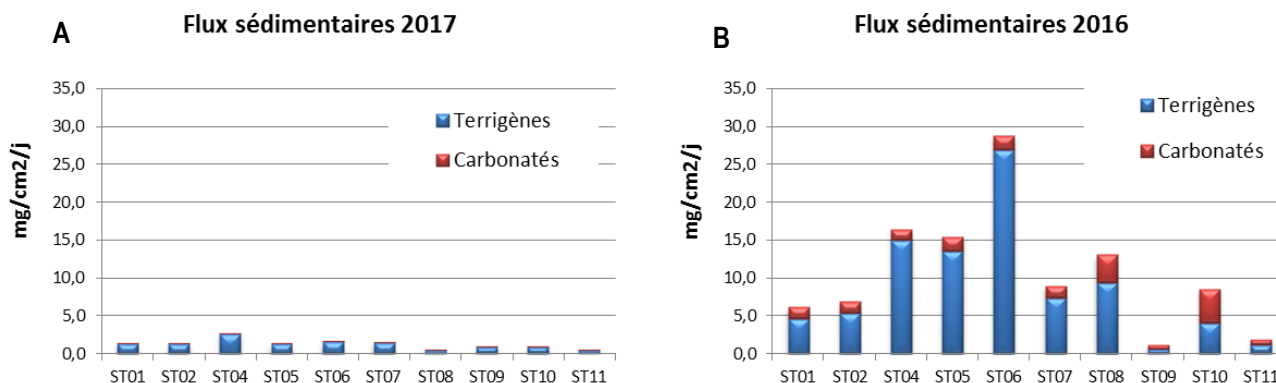 A
Flux sédimentaires 2017
mg/cm2/j
35,0
30,0
25,0
20,0
15,0
10,0
5,0
0,0
Terrigènes
Carbonatés
ST01 ST02 ST04 ST05 ST06 ST07 ST08 ST09 ST10 ST11
B
Flux sédimentaires 2016
mg/cm2/j
35,0
30,0
25,0
20,0
15,0
10,0
5,0
0,0
Terrigènes
Carbonatés
ST01 ST02 ST04 ST05 ST06 ST07 ST08 ST09 ST10 ST11